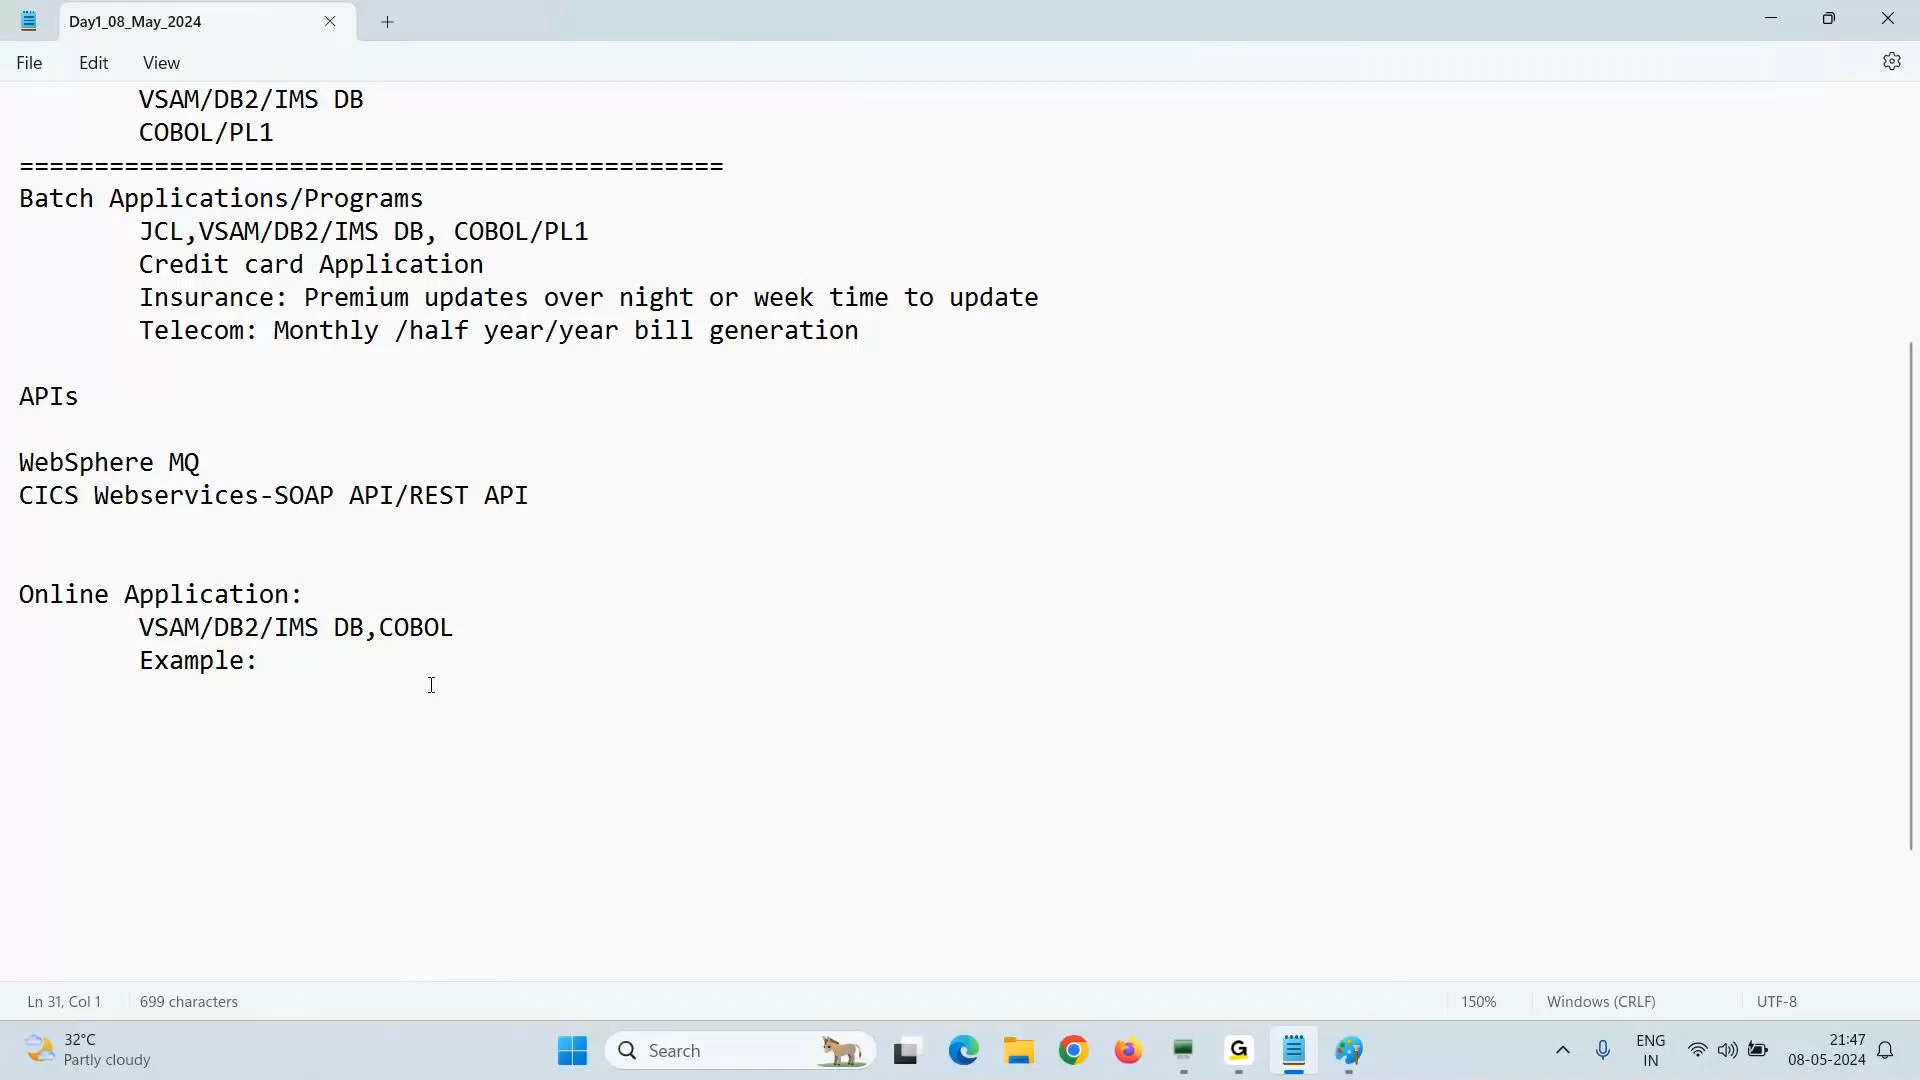 Day1_08_May_2024
File Edit View
VSAM/DB2/IMS DB
COBOL/PL1
===============================================
Batch Applications/Programs
JCL,VSAM/DB2/IMS DB, COBOL/PL1
Credit card Application
Insurance: Premium updates over night or week time to update
Telecom: Monthly /half year/year bill generation
APIs
WebSphere MQ
CICS Webservices-SOAP API/REST API
Online Application:
VSAM/DB2/IMS DB,COBOL
Example:
Ln 31, Col 1 699 characters 150% Windows (CRLF) UTF-8
32°C
Partly cloudy
Search
G
ENG
IN
21:47
08-05-2024